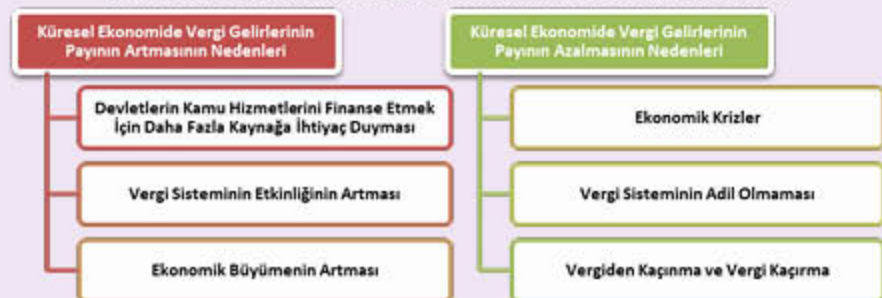 Küresel Ekonomide Vergi Gelirlerinin
Payının Artmasının Nedenleri
Devletlerin Kamu Hizmetlerini Finanse Etmek
İçin Daha Fazla Kaynağa İhtiyaç Duyması
Vergi Sisteminin Etkinliğinin Artması
Ekonomik Büyümenin Artması
Küresel Ekonomide Vergi Gelirlerinin
Payının Azalmasının Nedenleri
Ekonomik Krizler
Vergi Sisteminin Adil Olmaması
Vergiden Kaçınma ve Vergi Kaçırma